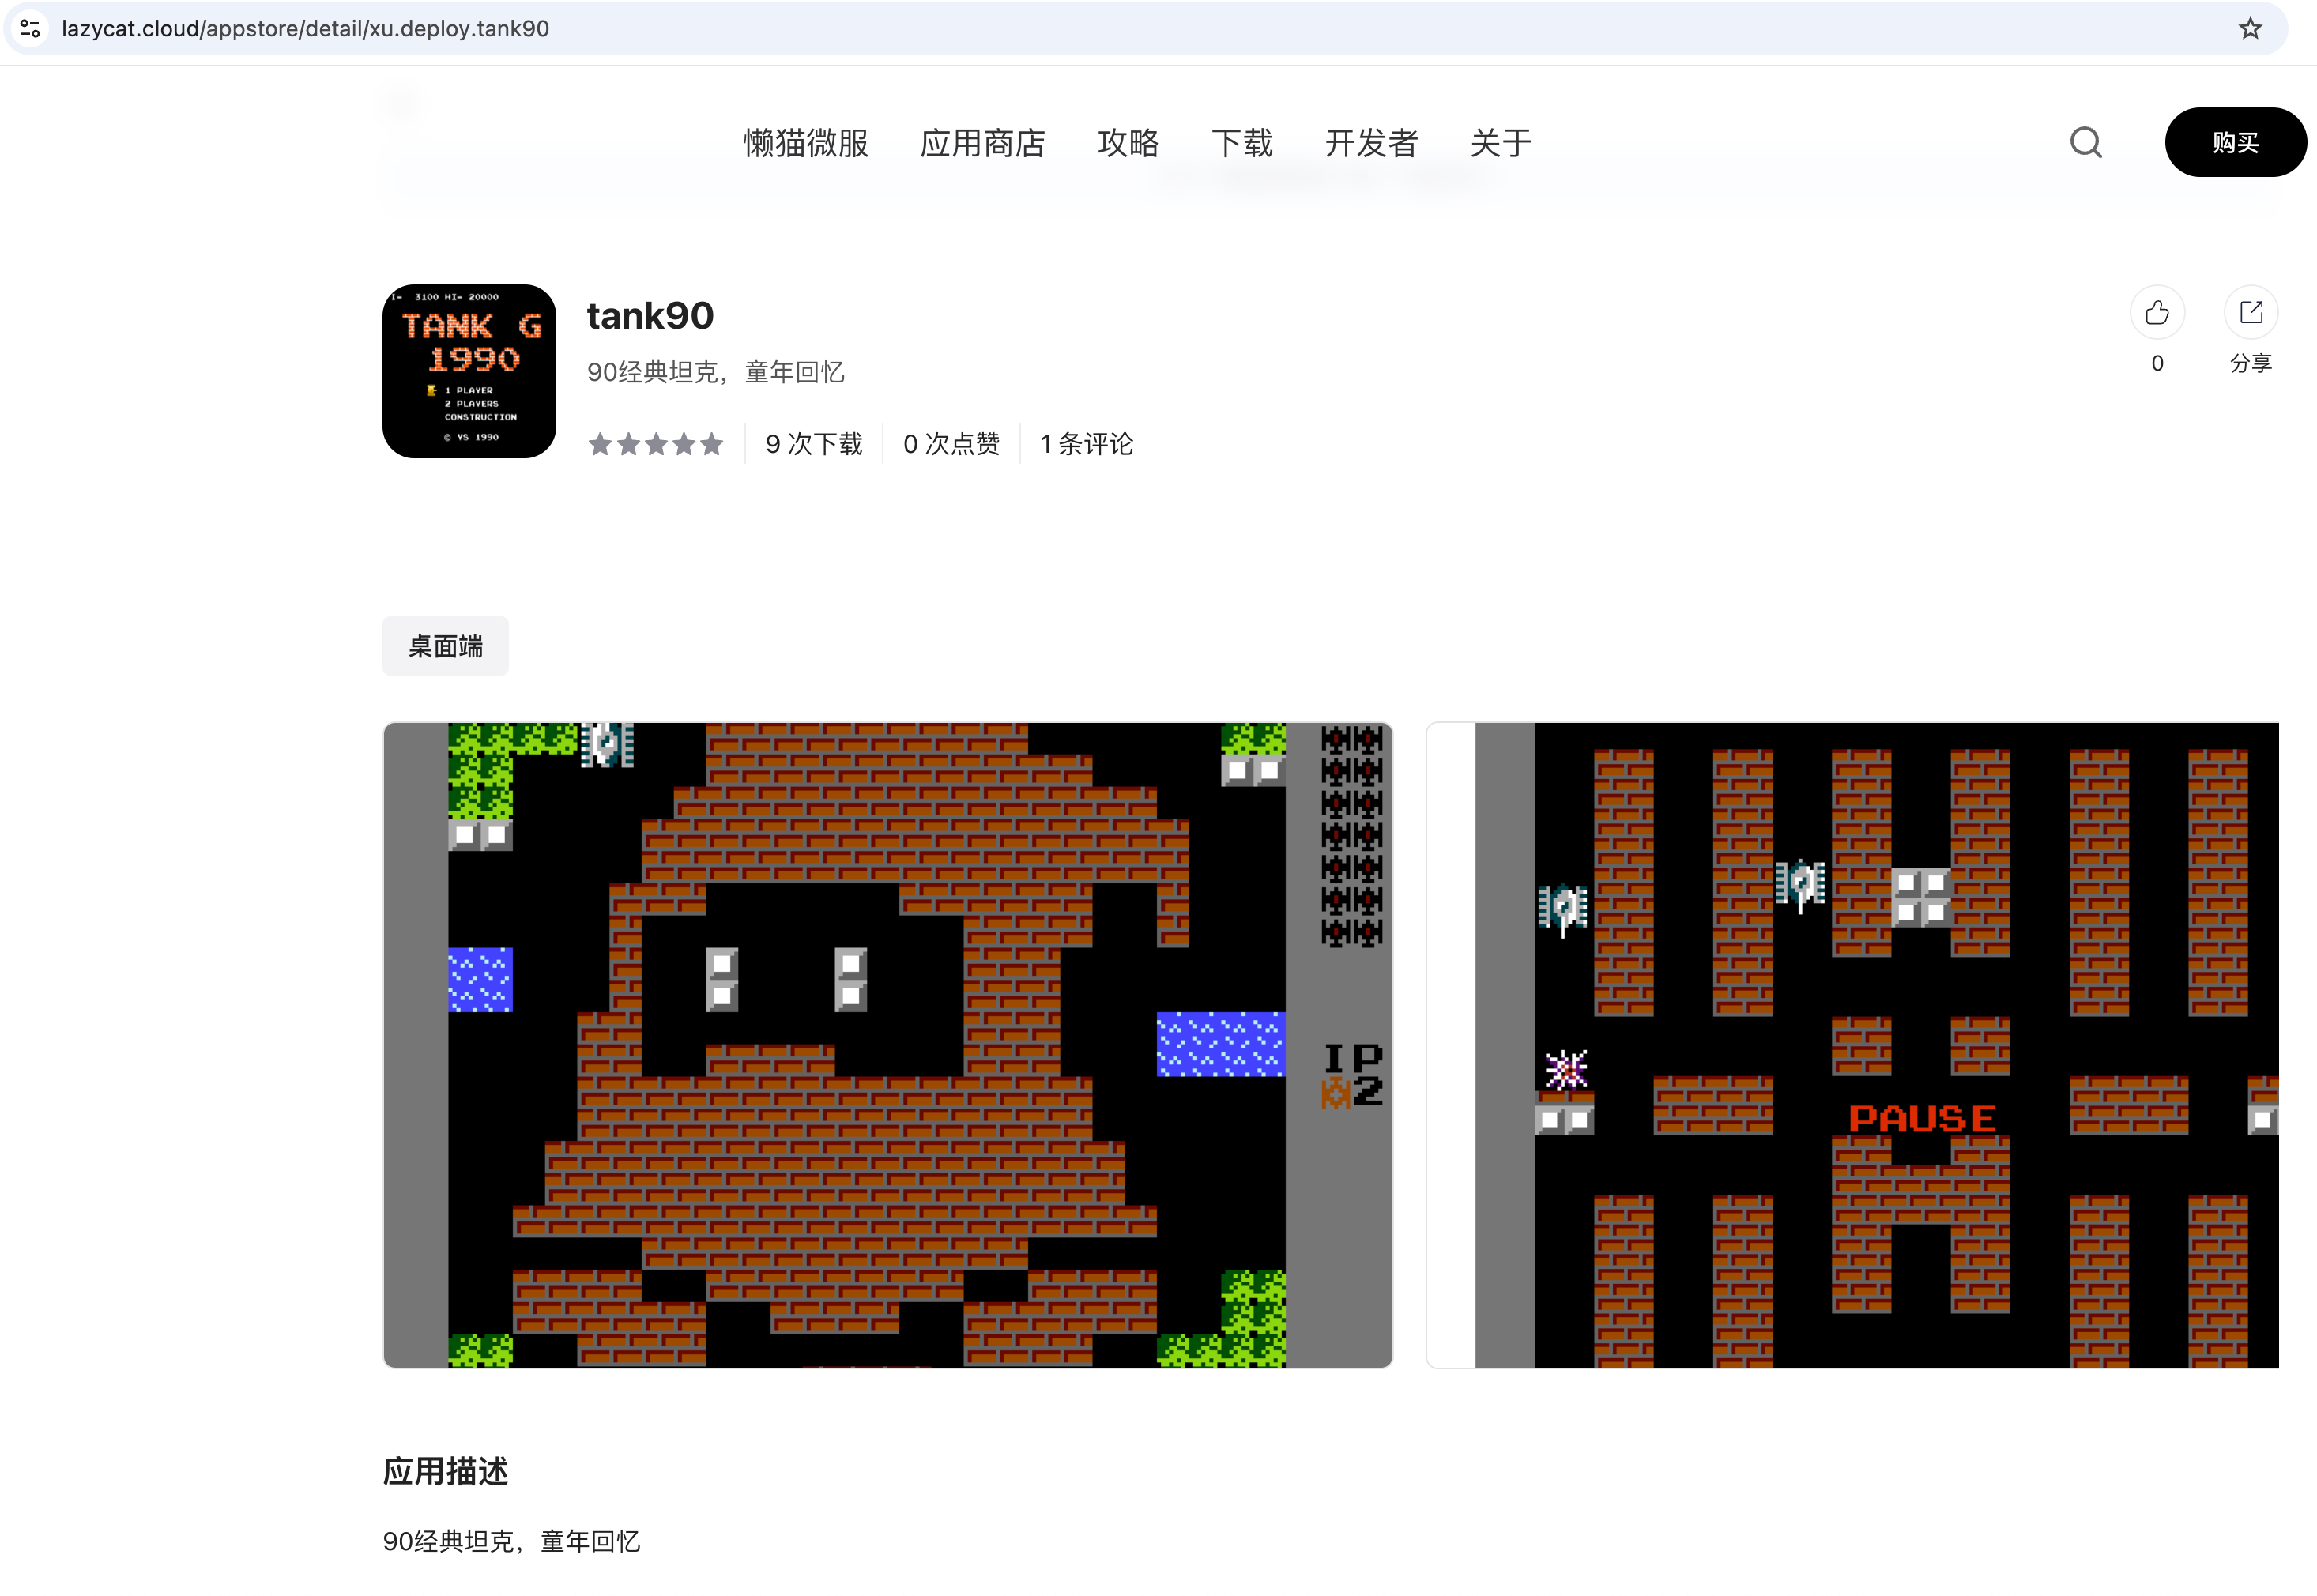 lazycat.cloud/appstore/detail/xu.deploy.tank90
懒猫微服 应用商店 攻略 下载 开发者 关于 购买
I- 3100 HI- 20000
TANK G
1990
1 PLAYER
2 PLAYERS
CONSTRUCTION
© YS 1990
tank90
90经典坦克，童年回忆
9 次下载 0 次点赞 1 条评论
0 分享
桌面端
IP
2
PAUSE
应用描述
90经典坦克，童年回忆